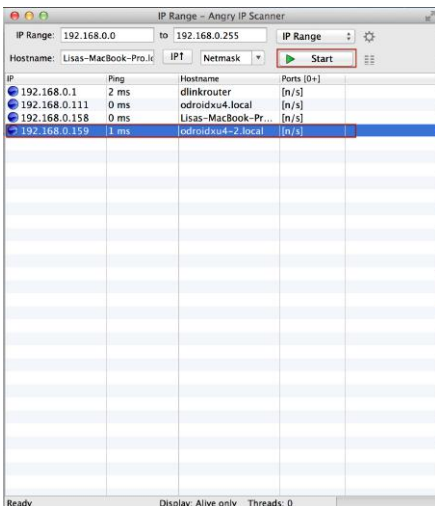 IP Range - Angry IP Scanner
IP Range: 192.168.0.0 to 192.168.0.255 IP Range
Hostname: Lisas-MacBook-Pro.lc IP↑ Netmask Start
IP Ping Hostname Ports [0+]
192.168.0.1 2 ms dlinkrouter [n/s]
192.168.0.111 0 ms odroidxu4.local [n/s]
192.168.0.158 0 ms Lisas-MacBook-Pr... [n/s]
192.168.0.159 1 ms odroidxu4-2.local [n/s]
Ready Display: Alive only Threads: 0